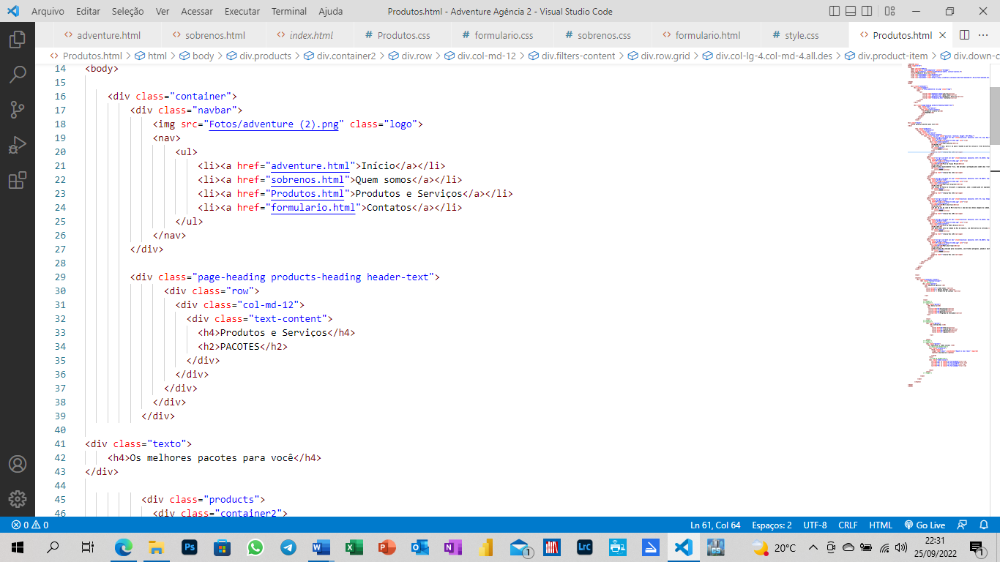 Arquivo Editar Seleção Ver Acessar Executar Terminal Ajuda Produtos.html - Adventure Agência 2 - Visual Studio Code
<> adventure.html <> sobrenos.html <> index.html # Produtos.css # formulario.css # sobrenos.css <> formulario.html # style.css <> Produtos.html
<> Produtos.html > html > body > div.products > div.container2 > div.row > div.col-md-12 > div.filters-content > div.row.grid > div.col-lg-4.col-md-4.all.des > div.product-item > div.down-c
14 <body>
15
16 <div class="container">
17 <div class="navbar">
18 <img src="Fotos/adventure (2).png" class="logo">
19 <nav>
20 <ul>
21 <li><a href="adventure.html">Início</a></li>
22 <li><a href="sobrenos.html">Quem somos</a></li>
23 <li><a href="Produtos.html">Produtos e Serviços</a></li>
24 <li><a href="formulario.html">Contatos</a></li>
25 </ul>
26 </nav>
27 </div>
28
29 <div class="page-heading products-heading header-text">
30 <div class="row">
31 <div class="col-md-12">
32 <div class="text-content">
33 <h4>Produtos e Serviços</h4>
34 <h2>PACOTES</h2>
35 </div>
36 </div>
37 </div>
38 </div>
39 </div>
40
41 <div class="texto">
42 <h4>Os melhores pacotes para você</h4>
43 </div>
44
45 <div class="products">
46 <div class="container2">
0 0 Ln 61, Col 64 Espaços: 2 UTF-8 CRLF HTML Go Live
Ps W X P O N 1 Lrc 20°C 22:31
25/09/2022 1